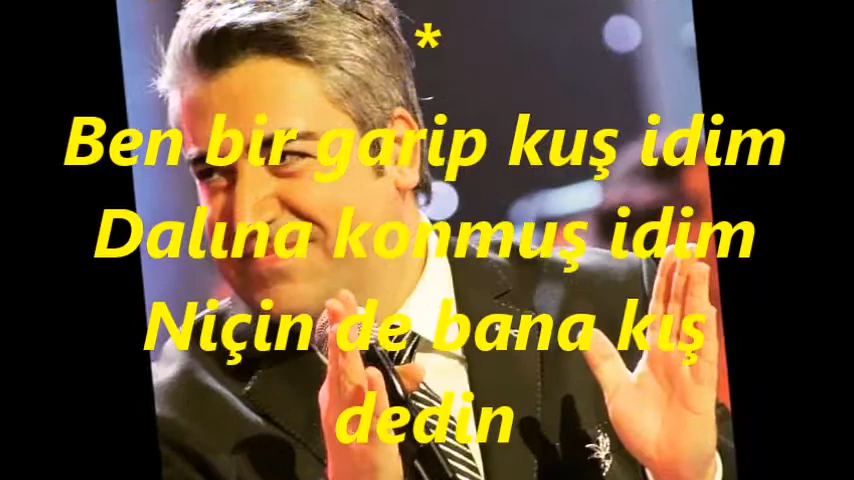 *
Ben bir garip kuş idim
Dalına konmuş idim
Niçin de bana kış
dedin